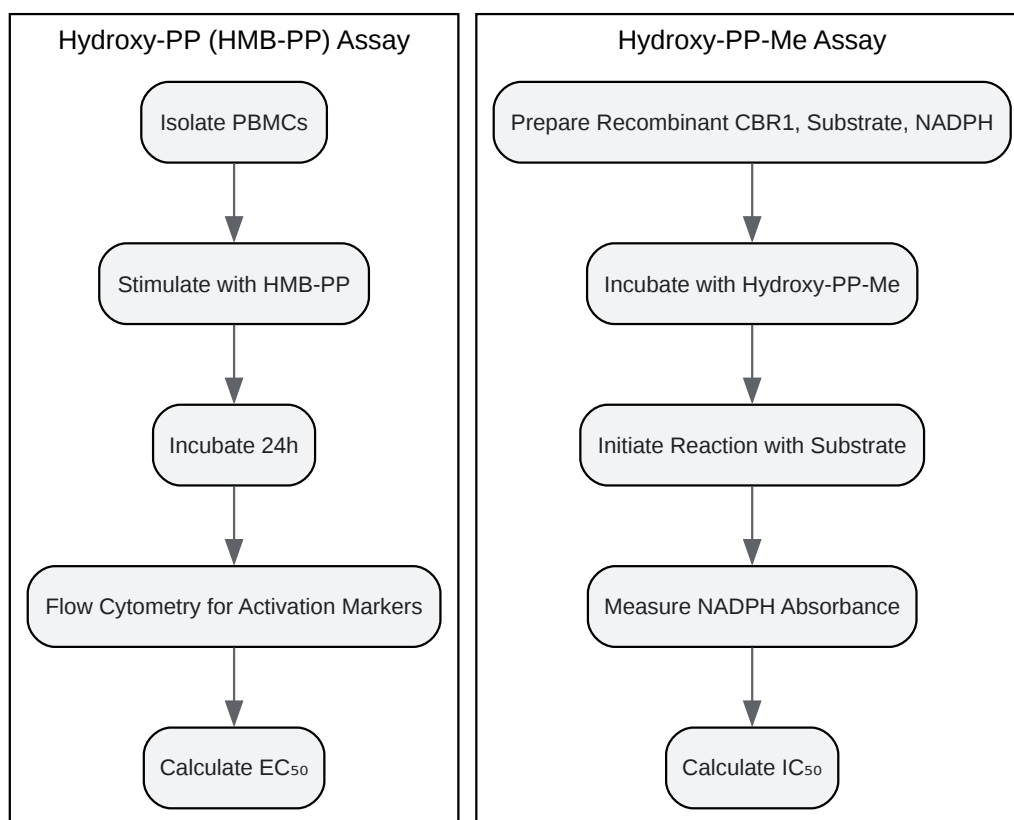 Hydroxy-PP (HMB-PP) Assay
Isolate PBMCs
Stimulate with HMB-PP
Incubate 24h
Flow Cytometry for Activation Markers
Calculate EC₅₀
Hydroxy-PP-Me Assay
Prepare Recombinant CBR1, Substrate, NADPH
Incubate with Hydroxy-PP-Me
Initiate Reaction with Substrate
Measure NADPH Absorbance
Calculate IC₅₀